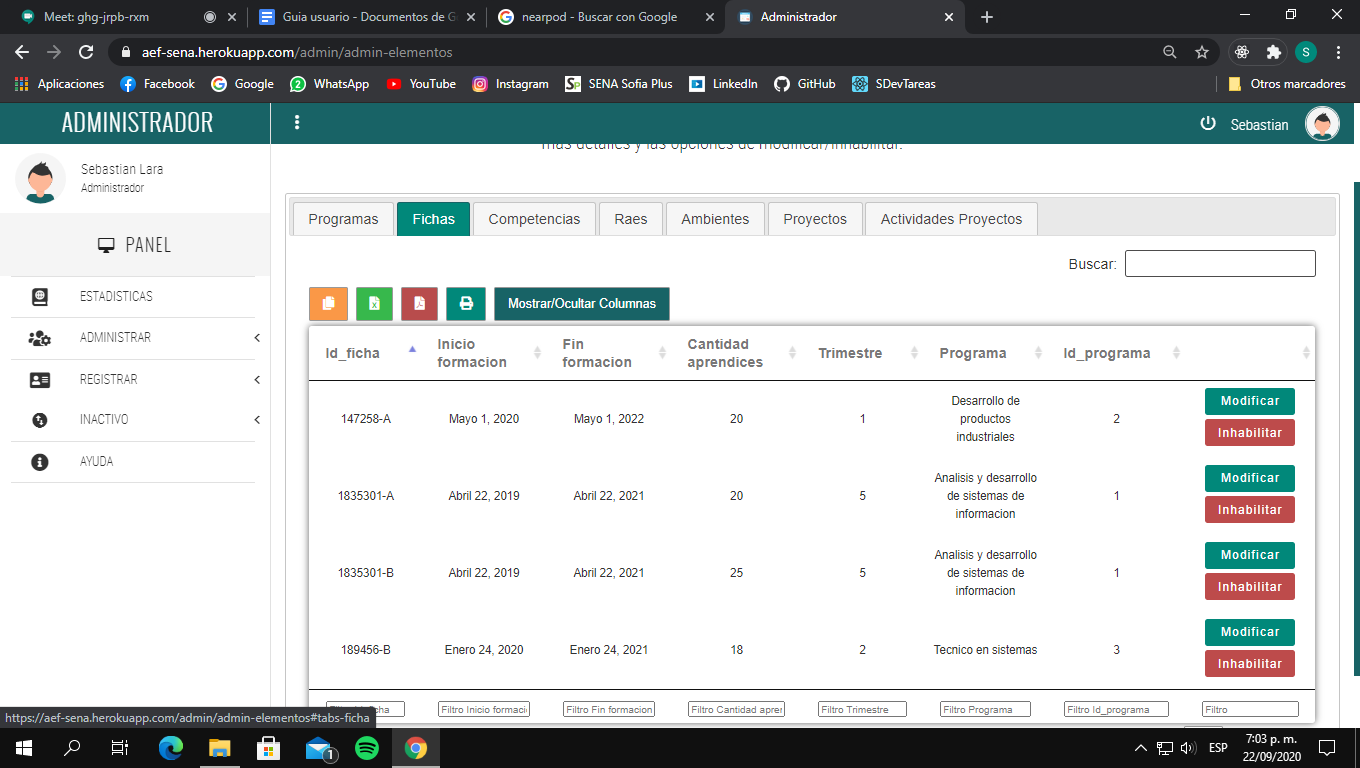 Meet: ghg-jrpb-rxm
Guia usuario - Documentos de G
nearpod - Buscar con Google
Administrador
aef-sena.herokuapp.com/admin/admin-elementos
S
Aplicaciones
Facebook
Google
WhatsApp
YouTube
Instagram
SENA Sofia Plus
LinkedIn
GitHub
SDevTareas
Otros marcadores
ADMINISTRADOR
Sebastian
más detalles y las opciones de modificar/inhabilitar.
Sebastian Lara
Administrador
PANEL
ESTADISTICAS
ADMINISTRAR
REGISTRAR
INACTIVO
AYUDA
Programas Fichas Competencias Raes Ambientes Proyectos Actividades Proyectos
Buscar:
Mostrar/Ocultar Columnas
Id_ficha
Inicio
formacion
Fin
formacion
Cantidad
aprendices
Trimestre
Programa
Id_programa
147258-A
Mayo 1, 2020
Mayo 1, 2022
20
1
Desarrollo de
productos
industriales
2
Modificar
Inhabilitar
1835301-A
Abril 22, 2019
Abril 22, 2021
20
5
Analisis y desarrollo
de sistemas de
informacion
1
Modificar
Inhabilitar
1835301-B
Abril 22, 2019
Abril 22, 2021
25
5
Analisis y desarrollo
de sistemas de
informacion
1
Modificar
Inhabilitar
189456-B
Enero 24, 2020
Enero 24, 2021
18
2
Tecnico en sistemas
3
Modificar
Inhabilitar
Filtro Inicio formaci
Filtro Fin formacion
Filtro Cantidad apre
Filtro Trimestre
Filtro Programa
Filtro Id_programa
Filtro
https://aef-sena.herokuapp.com/admin/admin-elementos#tabs-ficha
1
ESP
7:03 p. m.
22/09/2020